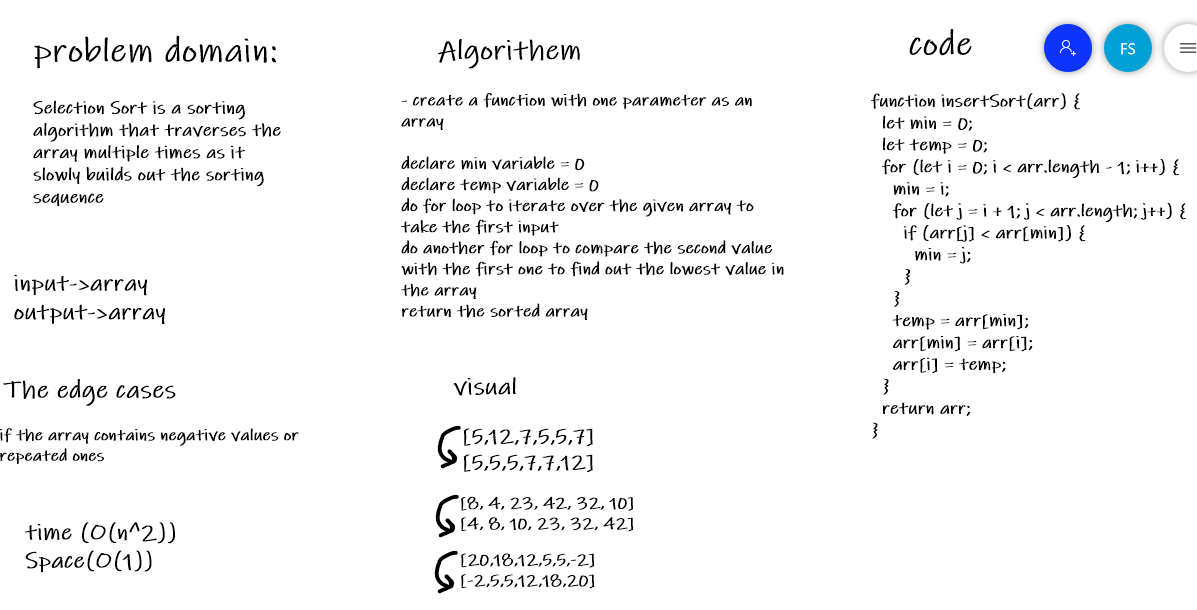 problem domain:
Selection Sort is a sorting
algorithm that traverses the
array multiple times as it
slowly builds out the sorting
sequence
input->array
output->array
The edge cases
if the array contains negative values or
repeated ones
time (O(n^2))
Space(O(1))
Algorithem
- create a function with one parameter as an
array
declare min variable = 0
declare temp variable = 0
do for loop to iterate over the given array to
take the first input
do another for loop to compare the second value
with the first one to find out the lowest value in
the array
return the sorted array
visual
[5,12,7,5,5,7]
[5,5,5,7,7,12]
[8, 4, 23, 42, 32, 10]
[4, 8, 10, 23, 32, 42]
[20,18,12,5,5,-2]
[-2,5,5,12,18,20]
code
FS
function insertSort(arr) {
let min = 0;
let temp = 0;
for (let i = 0; i < arr.length - 1; i++) {
min = i;
for (let j = i + 1; j < arr.length; j++) {
if (arr[j] < arr[min]) {
min = j;
}
}
temp = arr[min];
arr[min] = arr[i];
arr[i] = temp;
}
return arr;
}